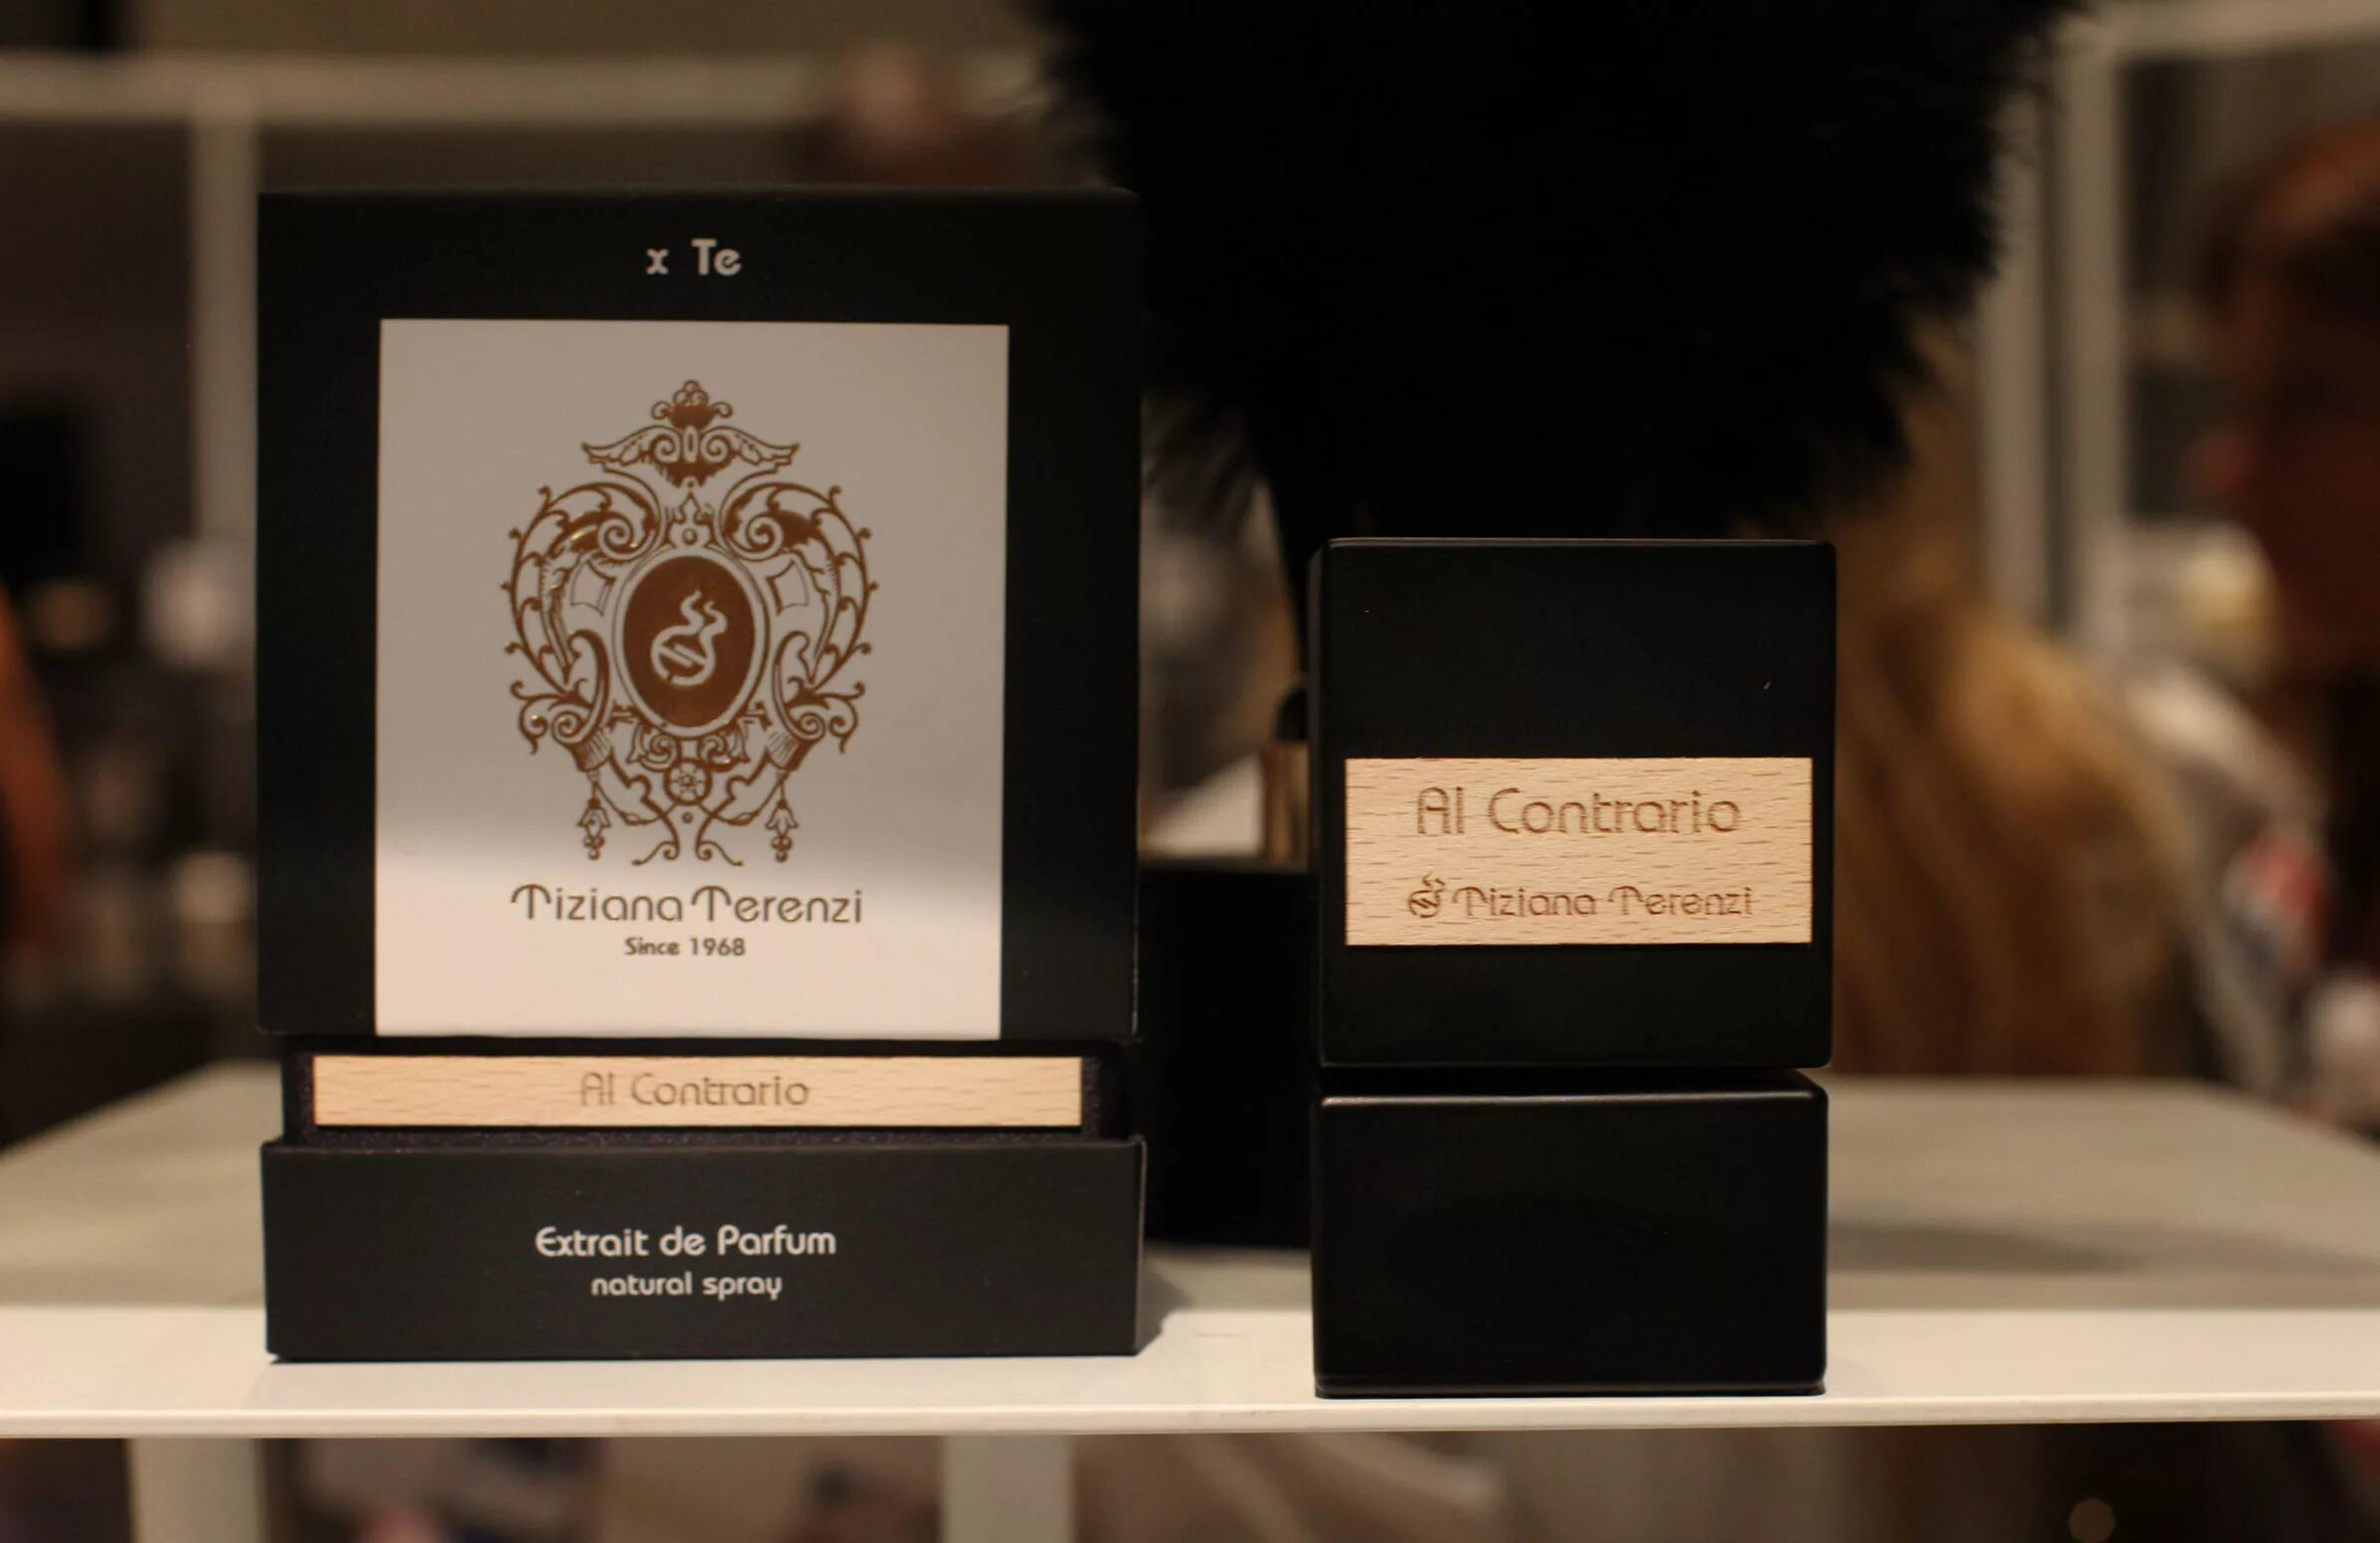 x Te
Tiziana Terenzi
Since 1968
Al Contrario
Extrait de Parfum
natural spray
Al Contrario
Tiziana Terenzi